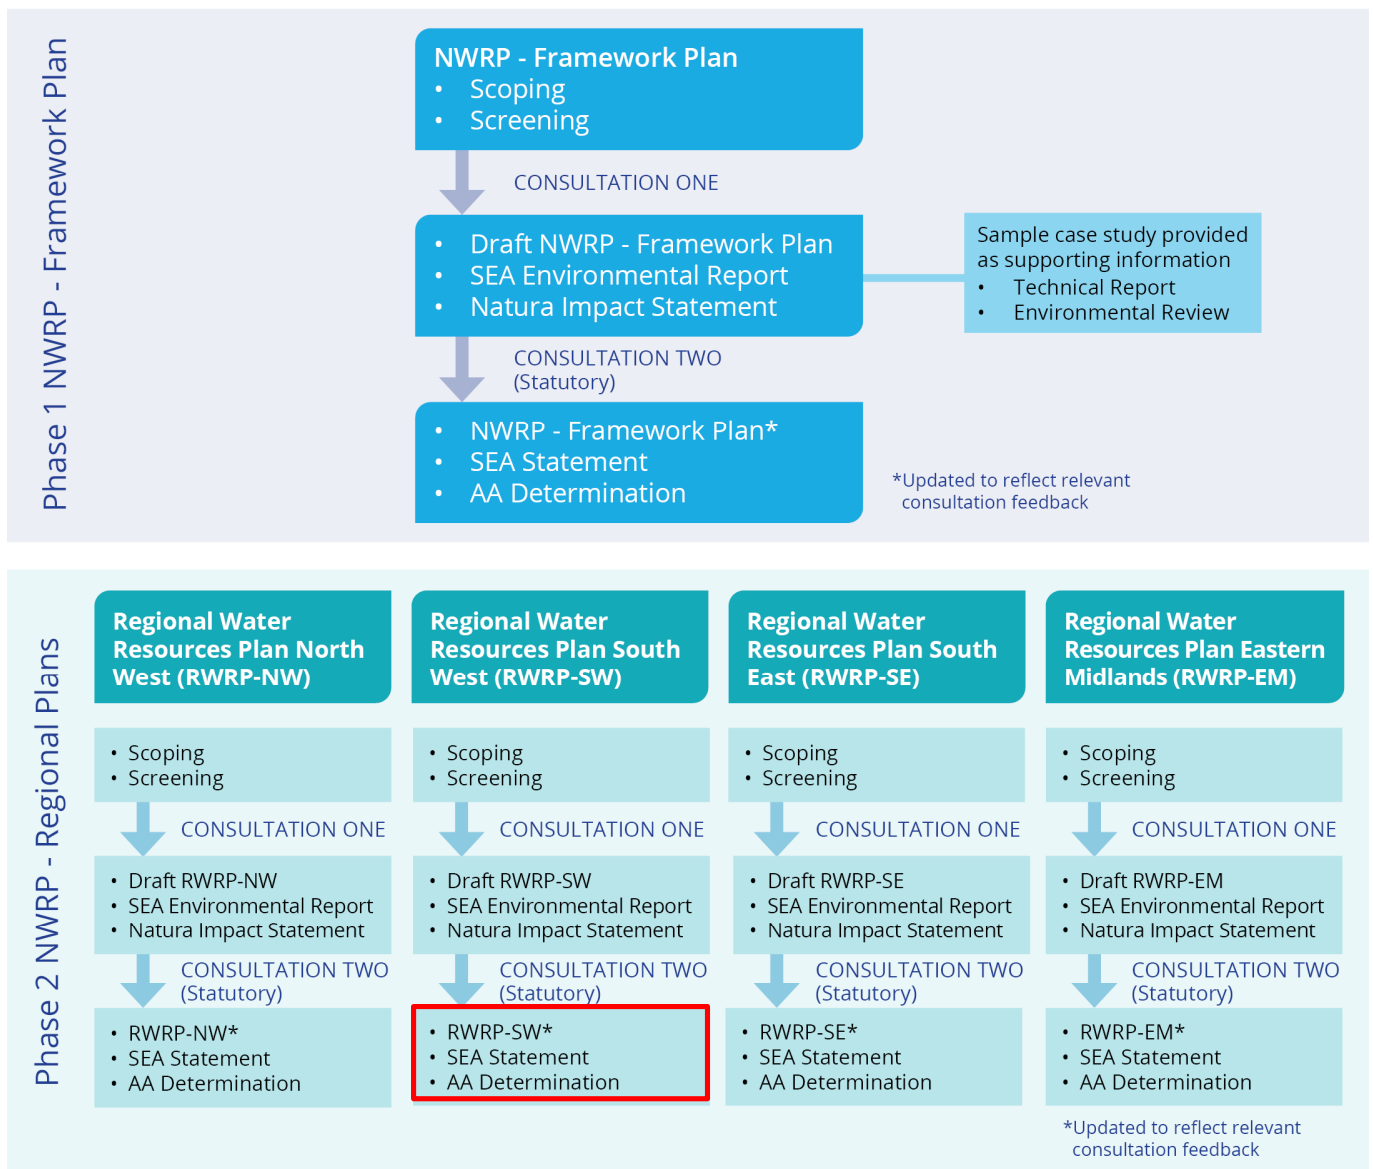 Phase 1 NWRP - Framework Plan
NWRP - Framework Plan
• Scoping
• Screening
CONSULTATION ONE
• Draft NWRP - Framework Plan
• SEA Environmental Report
• Natura Impact Statement
Sample case study provided
as supporting information
• Technical Report
• Environmental Review
CONSULTATION TWO
(Statutory)
• NWRP - Framework Plan*
• SEA Statement
• AA Determination
*Updated to reflect relevant
consultation feedback
Phase 2 NWRP - Regional Plans
Regional Water
Resources Plan North
West (RWRP-NW)
• Scoping
• Screening
CONSULTATION ONE
• Draft RWRP-NW
• SEA Environmental Report
• Natura Impact Statement
CONSULTATION TWO
(Statutory)
• RWRP-NW*
• SEA Statement
• AA Determination
Regional Water
Resources Plan South
West (RWRP-SW)
• Scoping
• Screening
CONSULTATION ONE
• Draft RWRP-SW
• SEA Environmental Report
• Natura Impact Statement
CONSULTATION TWO
(Statutory)
• RWRP-SW*
• SEA Statement
• AA Determination
Regional Water
Resources Plan South
East (RWRP-SE)
• Scoping
• Screening
CONSULTATION ONE
• Draft RWRP-SE
• SEA Environmental Report
• Natura Impact Statement
CONSULTATION TWO
(Statutory)
• RWRP-SE*
• SEA Statement
• AA Determination
Regional Water
Resources Plan Eastern
Midlands (RWRP-EM)
• Scoping
• Screening
CONSULTATION ONE
• Draft RWRP-EM
• SEA Environmental Report
• Natura Impact Statement
CONSULTATION TWO
(Statutory)
• RWRP-EM*
• SEA Statement
• AA Determination
*Updated to reflect relevant
consultation feedback